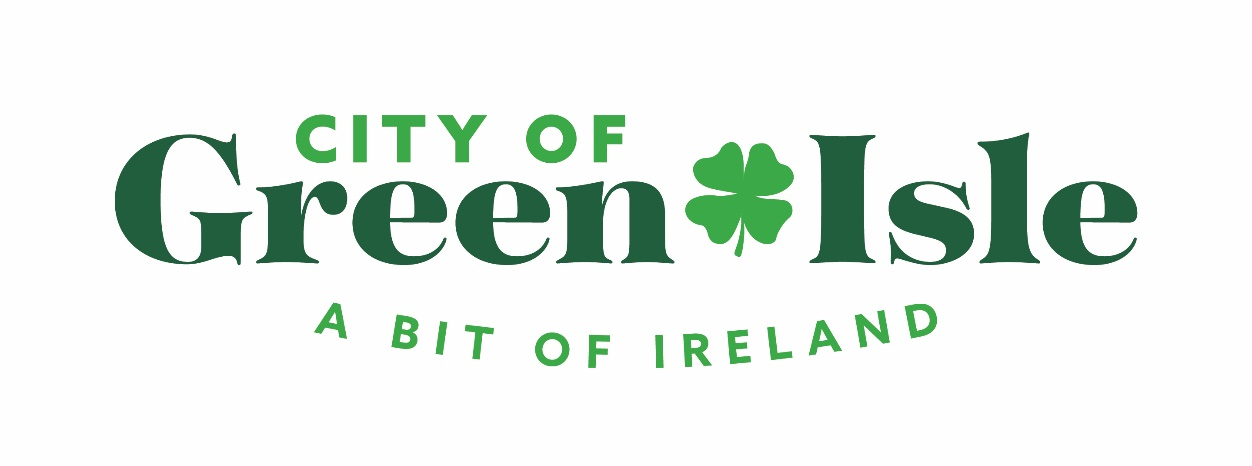 CITY OF
Green Isle
A BIT OF IRELAND